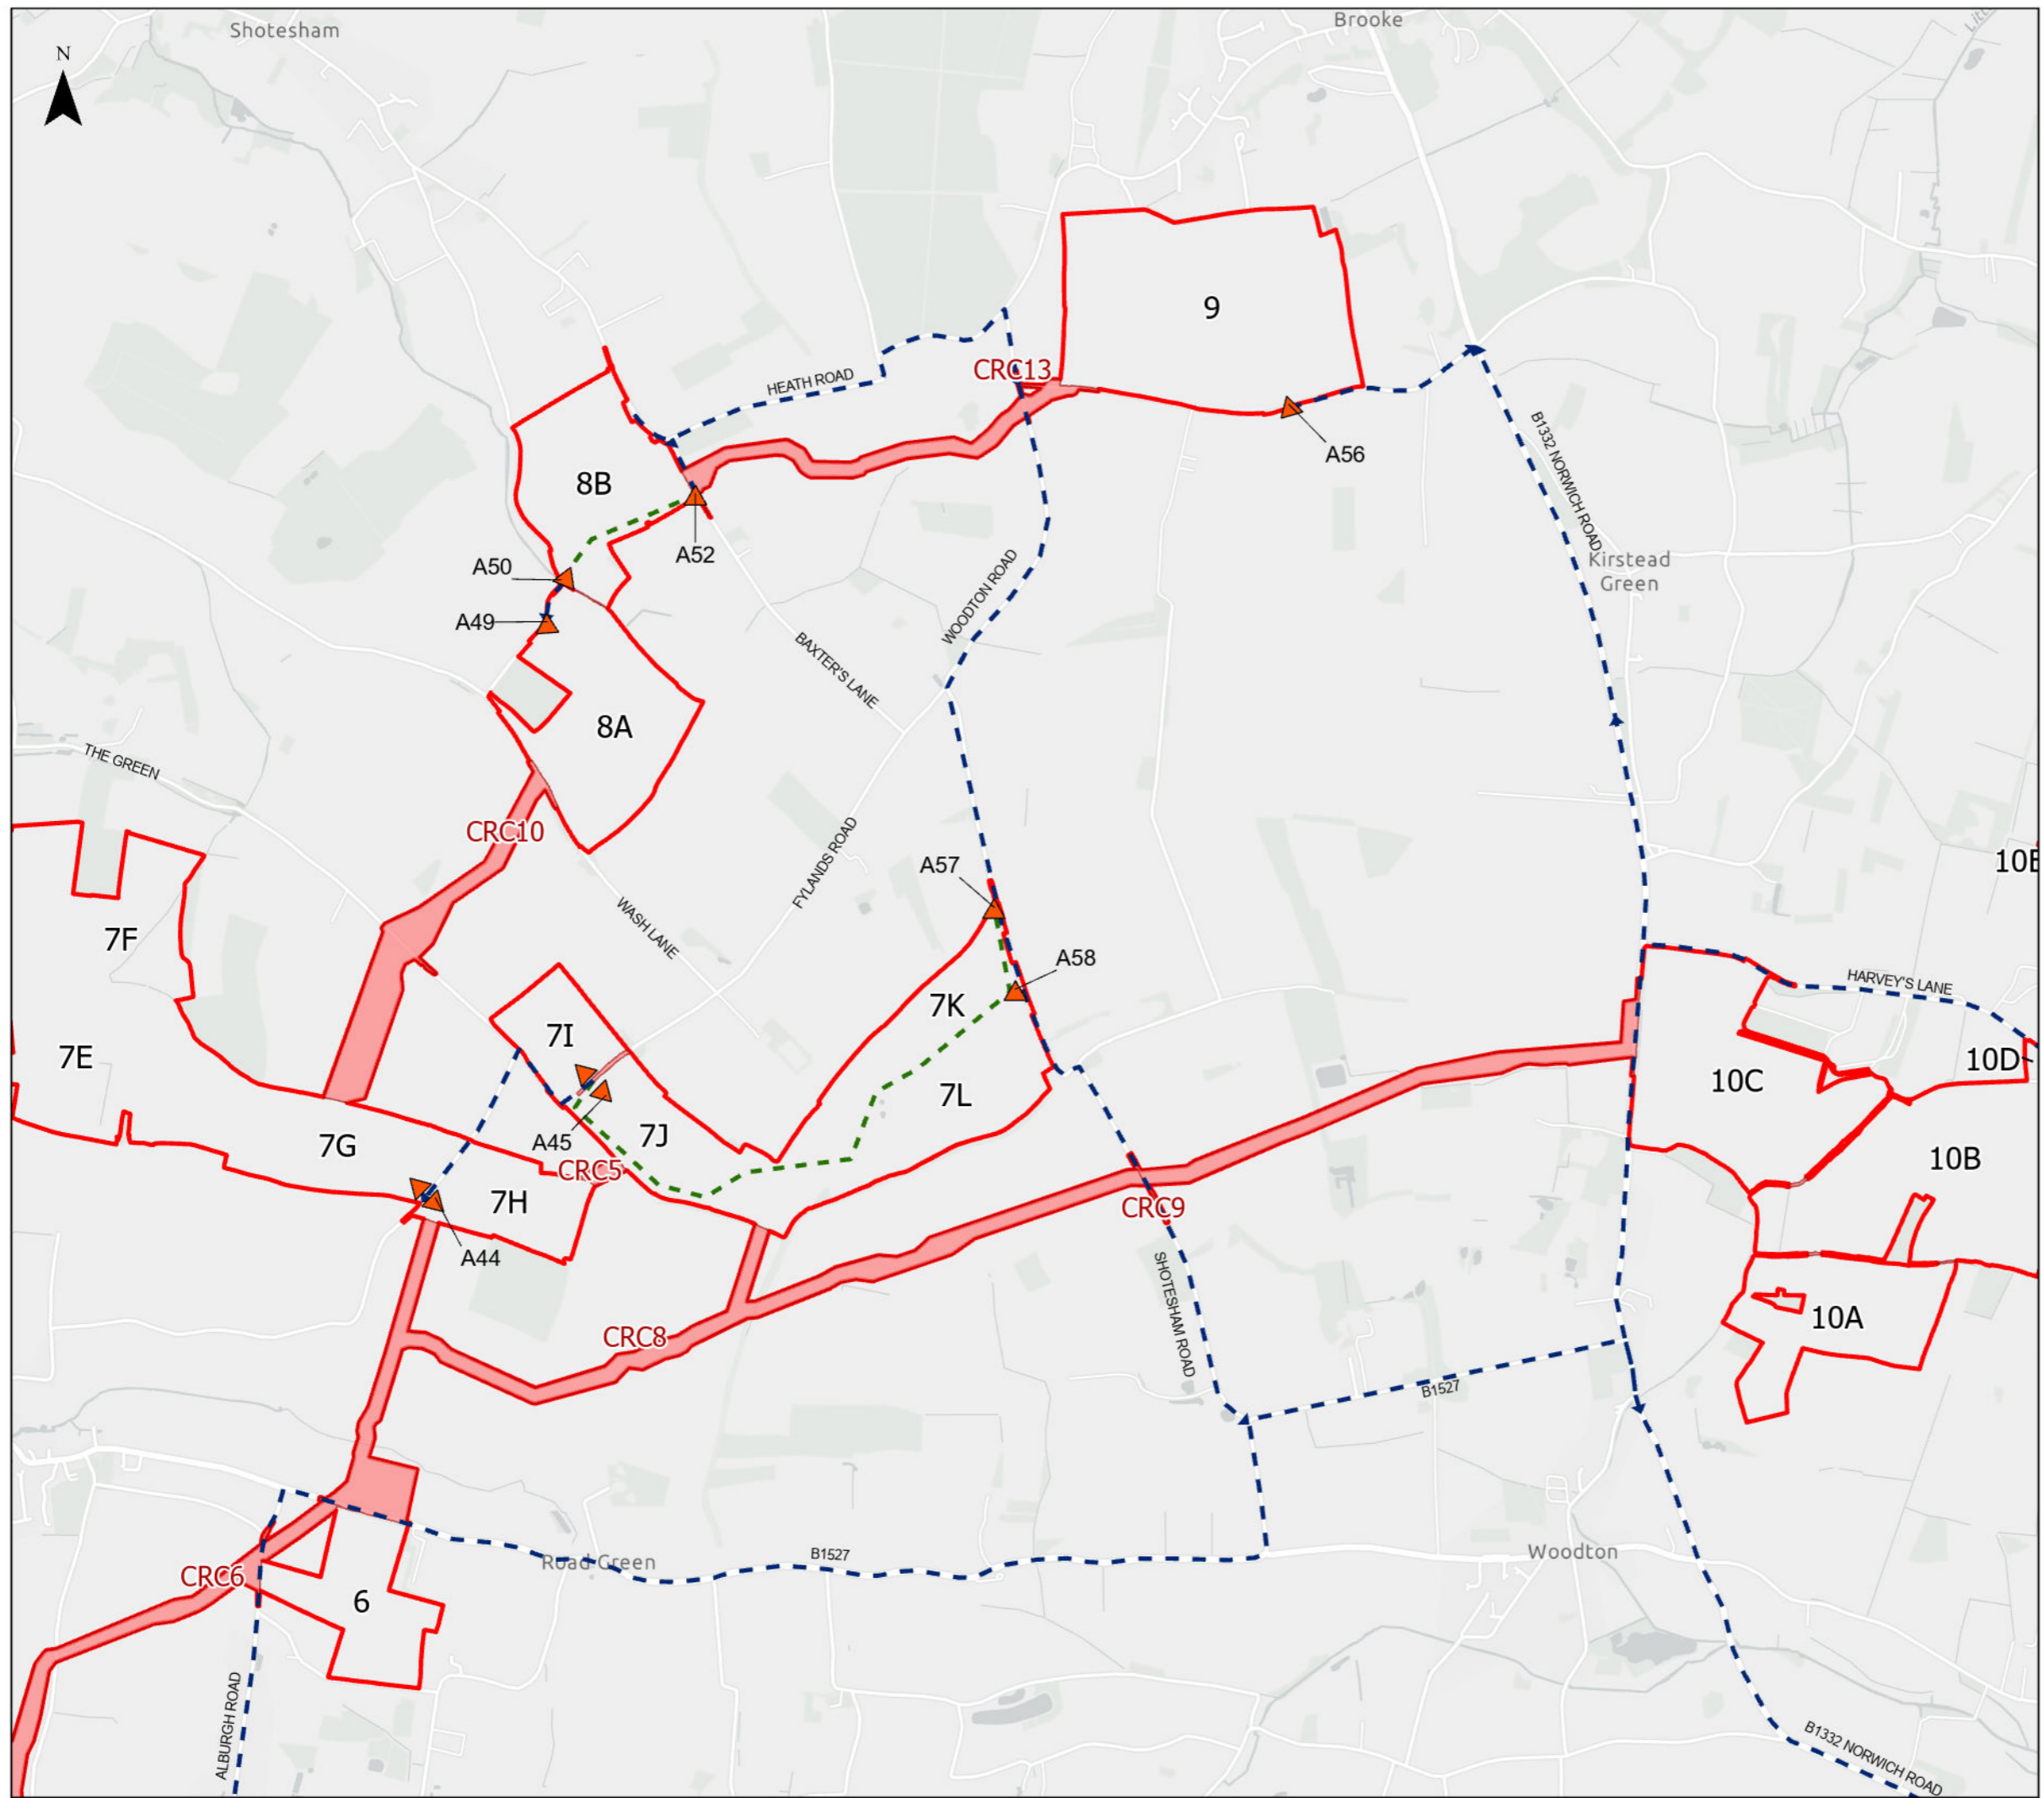 Shotesham
Brooke
N
9
HEATH ROAD
CRC13
A56
B1332 NORWICH ROAD
8B
A52
A50
A49
WOODTON ROAD
Kirstead
Green
BAXTER'S LANE
8A
THE GREEN
CRC10
FYLANDS ROAD
A57
WASH LANE
7F
A58
HARVEY'S LANE
7K
7I
7E
10D
10C
7L
7J
A45
7G
CRC5
10B
7H
CRC9
A44
SHOTESHAM ROAD
10A
CRC8
B1527
B1527
Road Green
Woodton
CRC6
6
ALBURGH ROAD
B1332 NORWICH ROAD